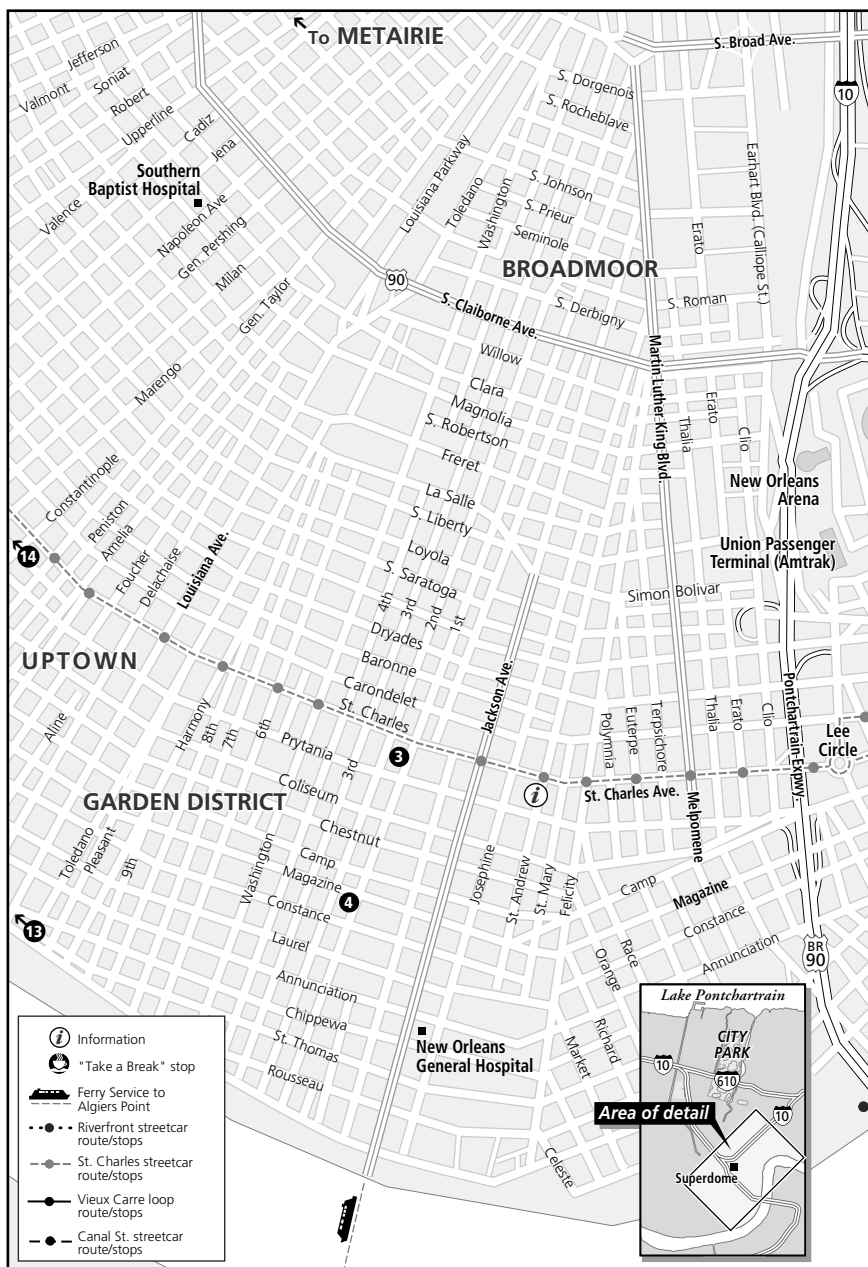 To METAIRIE
S. Broad Ave.
Jefferson
Soniat
Valmont
Robert
Upperline
S. Dorgenois
S. Rocheblave
10
Cadiz
Jena
Southern
Baptist Hospital
Valence
Napoleon Ave
Gen. Pershing
Milan
Gen. Taylor
Louisiana Parkway
Toledano
Washington
S. Johnson
S. Prieur
Seminole
Earhart Blvd. (Calliope St.)
Erato
BROADMOOR
90
S. Claiborne Ave.
S. Derbigny
S. Roman
Willow
Martin Luther King Blvd.
Marengo
Clara
Magnolia
S. Robertson
Freret
Thalia
Erato
Clio
New Orleans
Arena
Constantinople
Peniston
Amelia
Foucher
Delachaise
Louisiana Ave.
La Salle
S. Liberty
Loyola
S. Saratoga
Union Passenger
Terminal (Amtrak)
14
Simon Bolivar
4th
3rd
2nd
1st
Dryades
Baronne
Carondelet
St. Charles
Jackson Ave.
UPTOWN
Aline
Harmony
8th
7th
6th
Prytania
3rd
3
Polymnia
Euterpe
Terpsichore
Thalia
Erato
Clio
Pontchartrain Expwy.
Lee
Circle
i
St. Charles Ave.
Melpomene
Coliseum
GARDEN DISTRICT
Chestnut
Toledano
Pleasant
9th
Washington
Camp
Magazine
4
Constance
Laurel
Josephine
St. Andrew
St. Mary
Felicity
Camp
Magazine
Constance
Annunciation
13
Race
Orange
BR
90
Annunciation
Chippewa
St. Thomas
Rousseau
New Orleans
General Hospital
Richard
Market
Celeste
i Information
"Take a Break" stop
Ferry Service to
Algiers Point
Riverfront streetcar
route/stops
St. Charles streetcar
route/stops
Vieux Carre loop
route/stops
Canal St. streetcar
route/stops
Lake Pontchartrain
CITY
PARK
10
610
Area of detail
10
Superdome